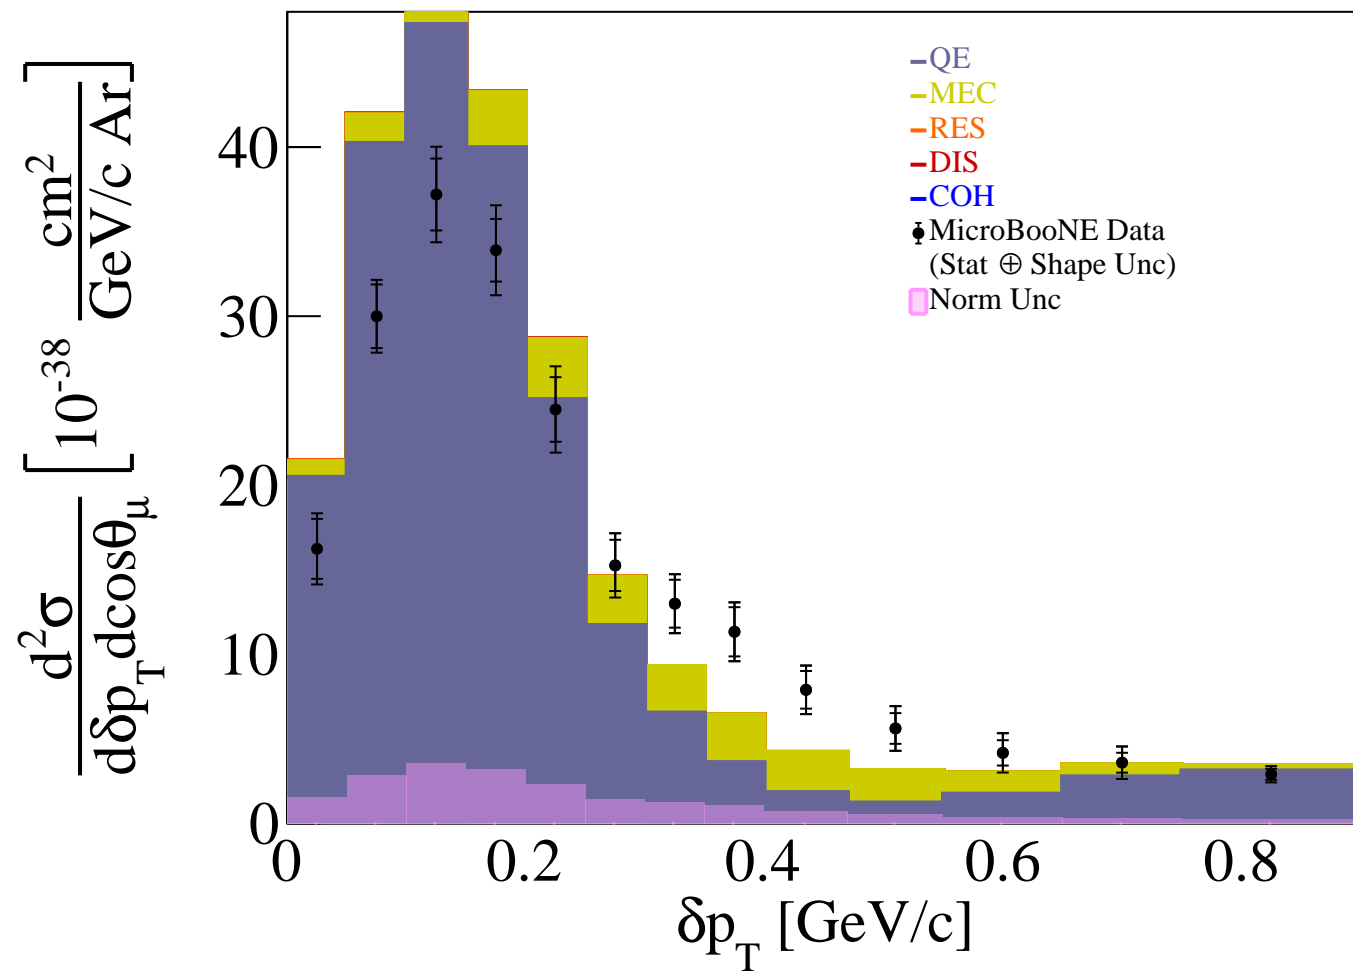 d²σ
dδp_T dcosθ_μ
[10⁻³⁸ cm²
GeV/c Ar]
40
30
20
10
0
QE
MEC
RES
DIS
COH
MicroBooNE Data
(Stat ⊕ Shape Unc)
Norm Unc
0 0.2 0.4 0.6 0.8
δp_T [GeV/c]